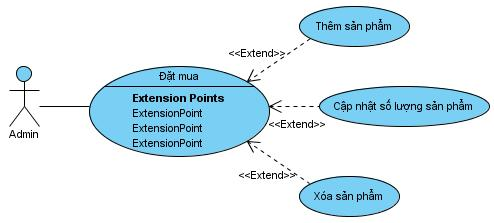 Thêm sản phẩm
<<Extend>>
Đặt mua
Extension Points
ExtensionPoint
ExtensionPoint
ExtensionPoint
Admin
Cập nhật số lượng sản phẩm
<<Extend>>
<<Extend>>
Xóa sản phẩm